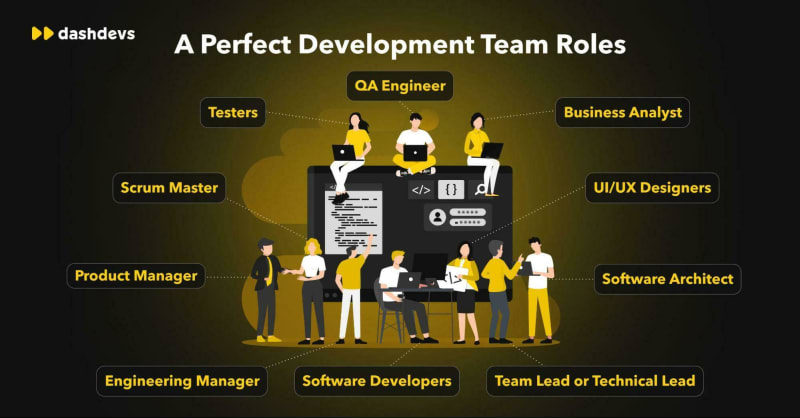 dashdevs
A Perfect Development Team Roles
QA Engineer
Testers
Business Analyst
Scrum Master
UI/UX Designers
</>
{}
Product Manager
Software Architect
</>
Engineering Manager
Software Developers
Team Lead or Technical Lead